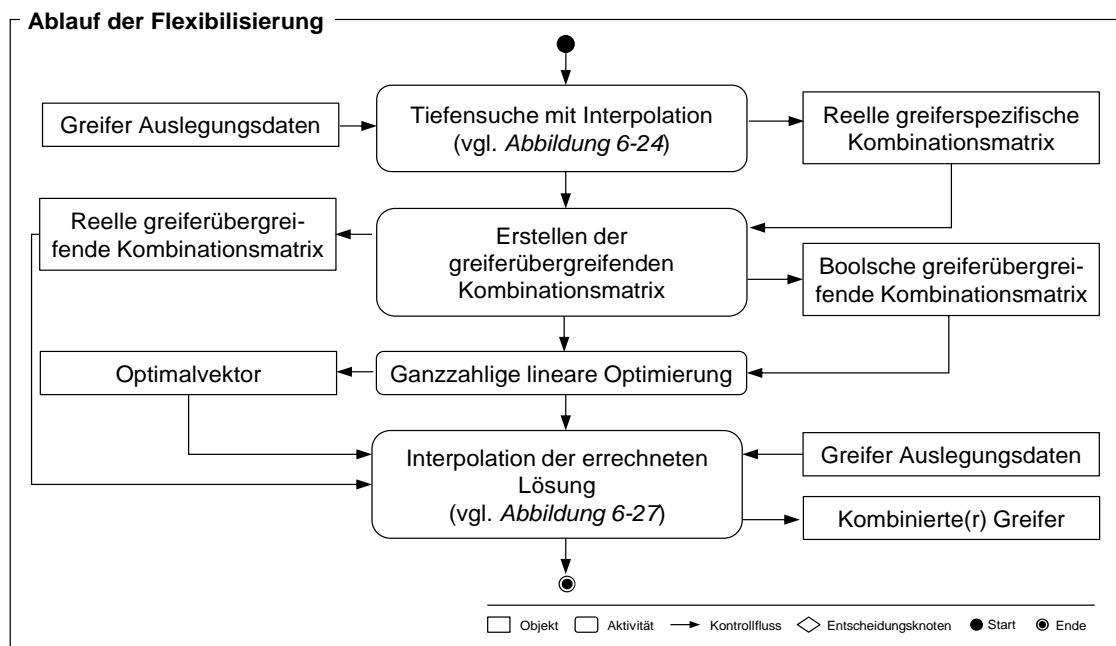 Ablauf der Flexibilisierung
Greifer Auslegungsdaten
Tiefensuche mit Interpolation
(vgl. Abbildung 6-24)
Reelle greiferspezifische
Kombinationsmatrix
Reelle greiferübergrei-
fende Kombinationsmatrix
Erstellen der
greiferübergreifenden
Kombinationsmatrix
Boolsche greiferübergrei-
fende Kombinationsmatrix
Optimalvektor
Ganzzahlige lineare Optimierung
Interpolation der errechneten
Lösung
(vgl. Abbildung 6-27)
Greifer Auslegungsdaten
Kombinierte(r) Greifer
Objekt Aktivität Kontrollfluss Entscheidungsknoten Start Ende